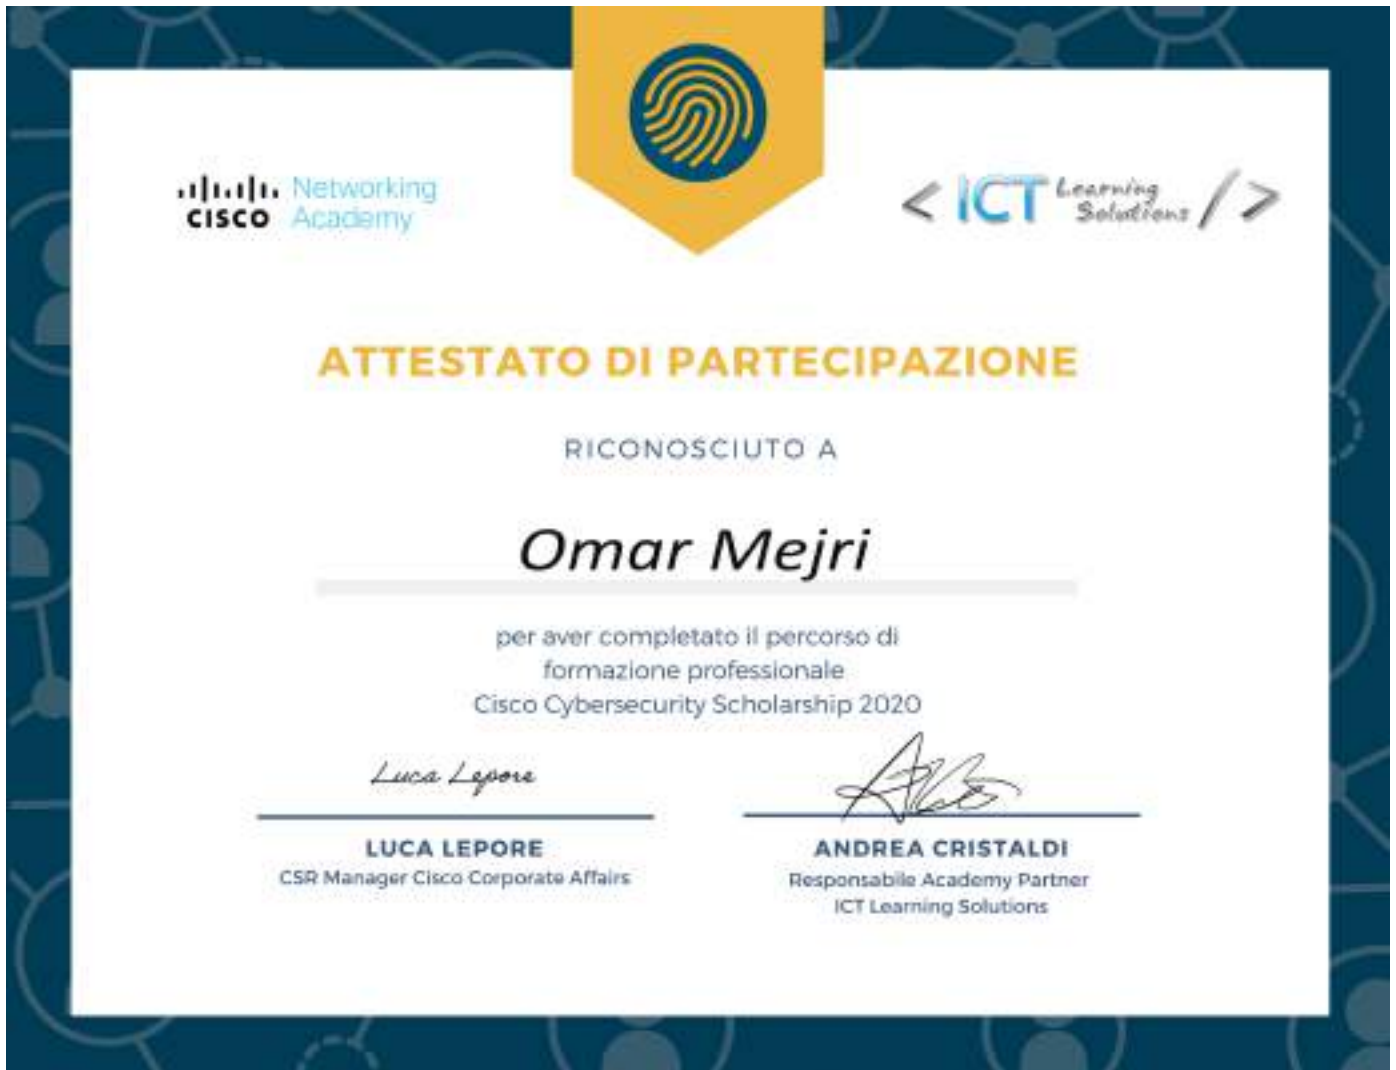 CISCO Networking Academy
< ICT Learning Solutions />
ATTESTATO DI PARTECIPAZIONE
RICONOSCIUTO A
Omar Mejri
per aver completato il percorso di
formazione professionale
Cisco Cybersecurity Scholarship 2020
Luca Lepore
LUCA LEPORE
CSR Manager Cisco Corporate Affairs
ANDREA CRISTALDI
Responsabile Academy Partner
ICT Learning Solutions